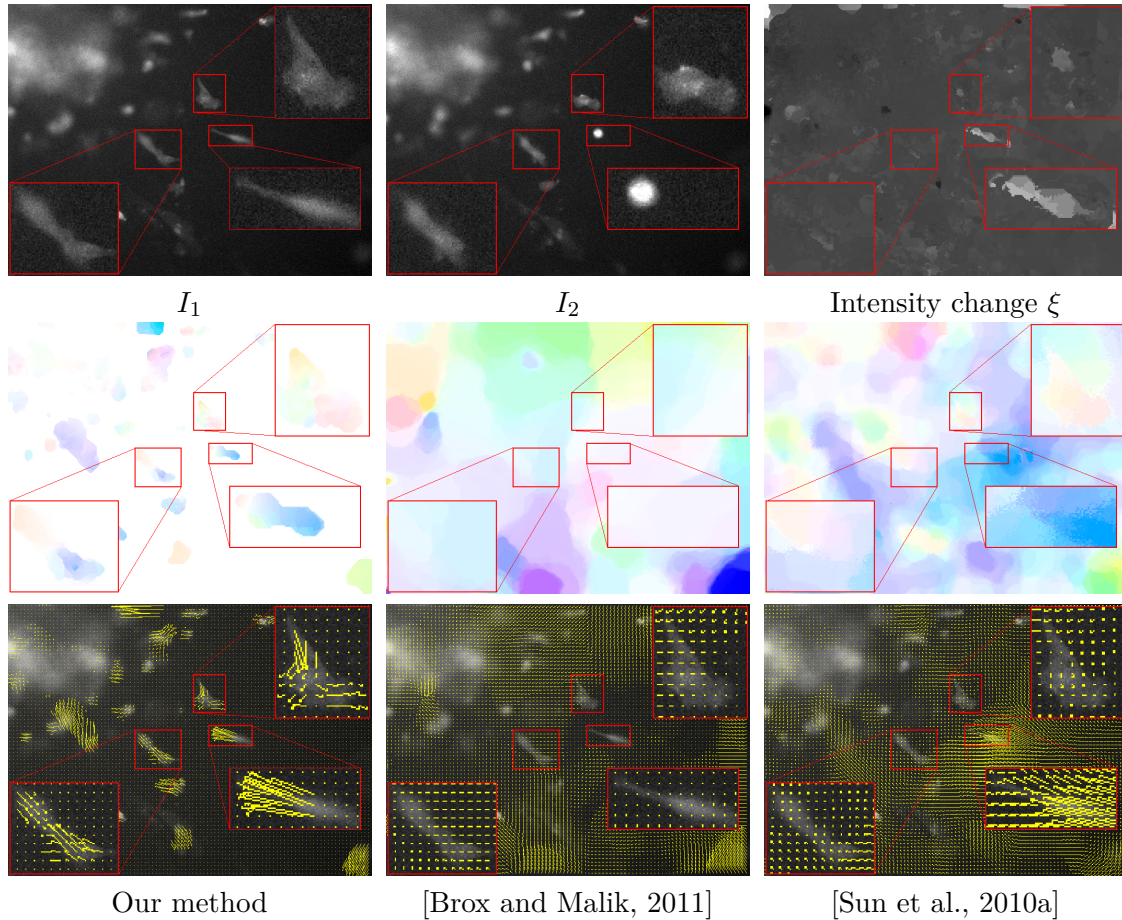 I₁ I₂ Intensity change ξ
Our method [Brox and Malik, 2011] [Sun et al., 2010a]